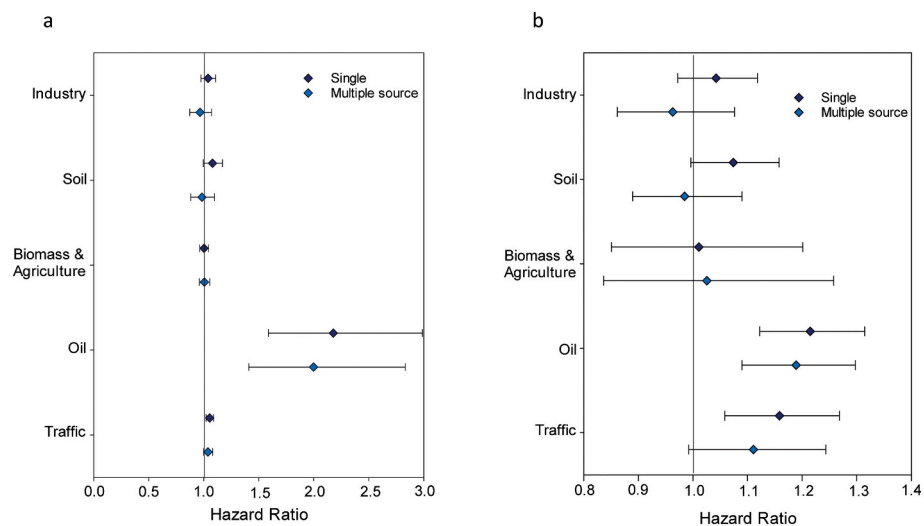 a
Industry
Soil
Biomass &
Agriculture
Oil
Traffic
Single
Multiple source
0.0 0.5 1.0 1.5 2.0 2.5 3.0
Hazard Ratio
b
Industry
Soil
Biomass &
Agriculture
Oil
Traffic
Single
Multiple source
0.8 0.9 1.0 1.1 1.2 1.3 1.4
Hazard Ratio